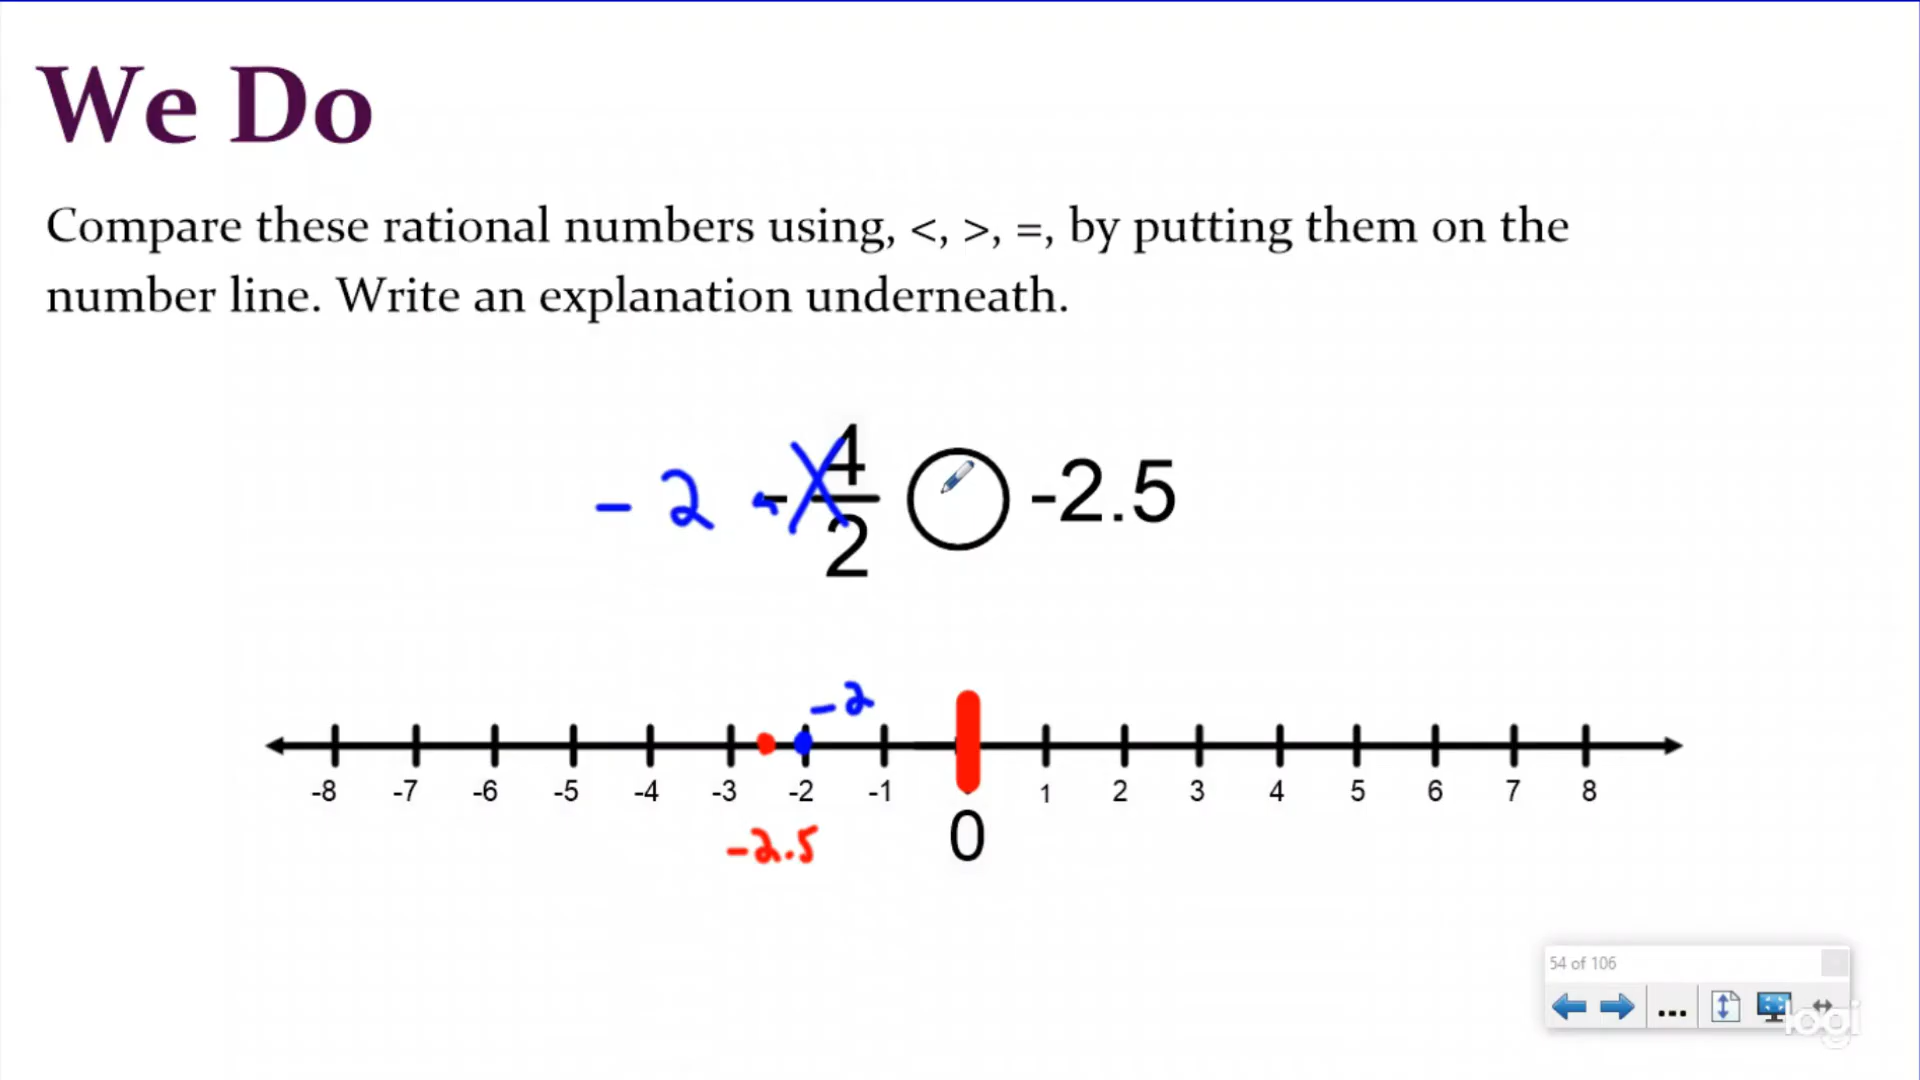 We Do
Compare these rational numbers using, <, >, =, by putting them on the
number line. Write an explanation underneath.
-2 -4/2 -2.5
-2
-8 -7 -6 -5 -4 -3 -2 -1 1 2 3 4 5 6 7 8
-2.5 0
54 of 106
...
logi